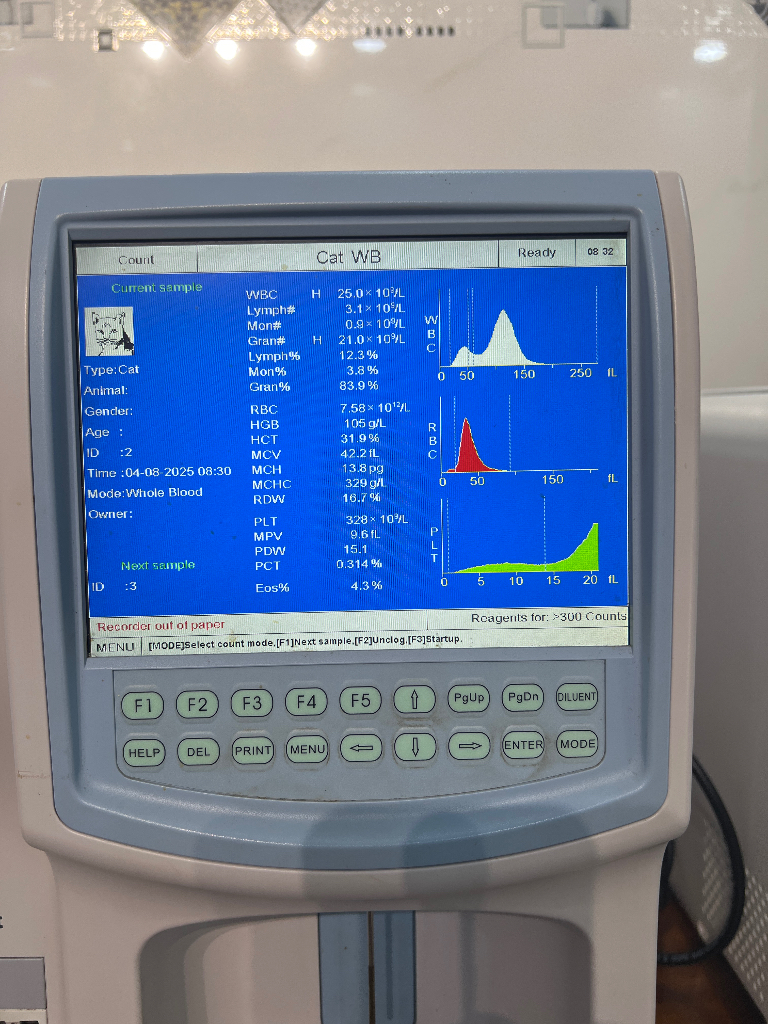 Count Cat WB Ready 08 32
Current sample
Type:Cat
Animal:
Gender:
Age :
ID :2
Time :04-08-2025 08:30
Mode:Whole Blood
Owner:
Next sample
ID :3
WBC H 25.0 × 10⁹/L
Lymph# 3.1 × 10⁹/L
Mon# 0.9 × 10⁹/L
Gran# H 21.0 × 10⁹/L
Lymph% 12.3 %
Mon% 3.8 %
Gran% 83.9 %
RBC 7.58 × 10¹²/L
HGB 105 g/L
HCT 31.9 %
MCV 42.2 fL
MCH 13.8 pg
MCHC 329 g/L
RDW 16.7 %
PLT 328 × 10⁹/L
MPV 9.6 fL
PDW 15.1
PCT 0.314 %
Eos% 4.3 %
WBC
0 50 150 250 fL
RBC
0 50 150 fL
PLT
0 5 10 15 20 fL
Recorder out of paper
Reagents for: >300 Counts
MENU [MODE]Select count mode,[F1]Next sample,[F2]Unclog,[F3]Startup.
F1 F2 F3 F4 F5 PgUp PgDn DILUENT
HELP DEL PRINT MENU ENTER MODE